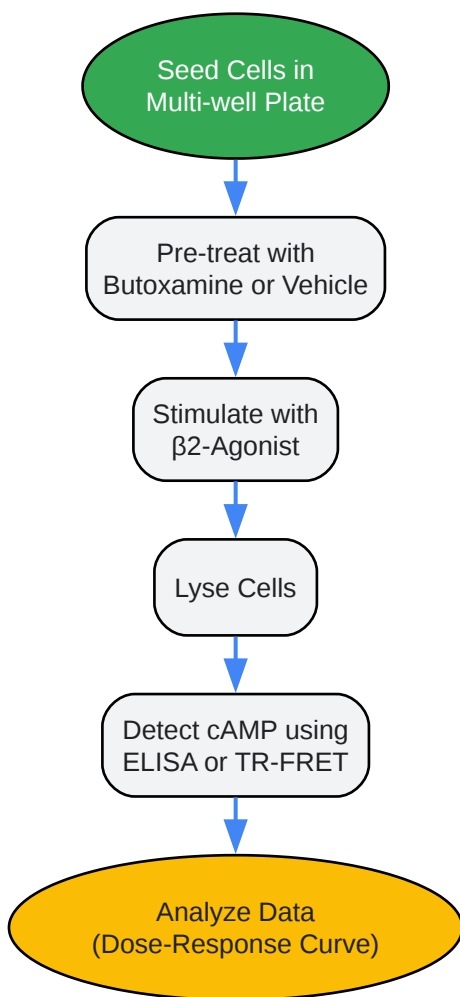 Seed Cells in
Multi-well Plate
Pre-treat with
Butoxamine or Vehicle
Stimulate with
β2-Agonist
Lyse Cells
Detect cAMP using
ELISA or TR-FRET
Analyze Data
(Dose-Response Curve)